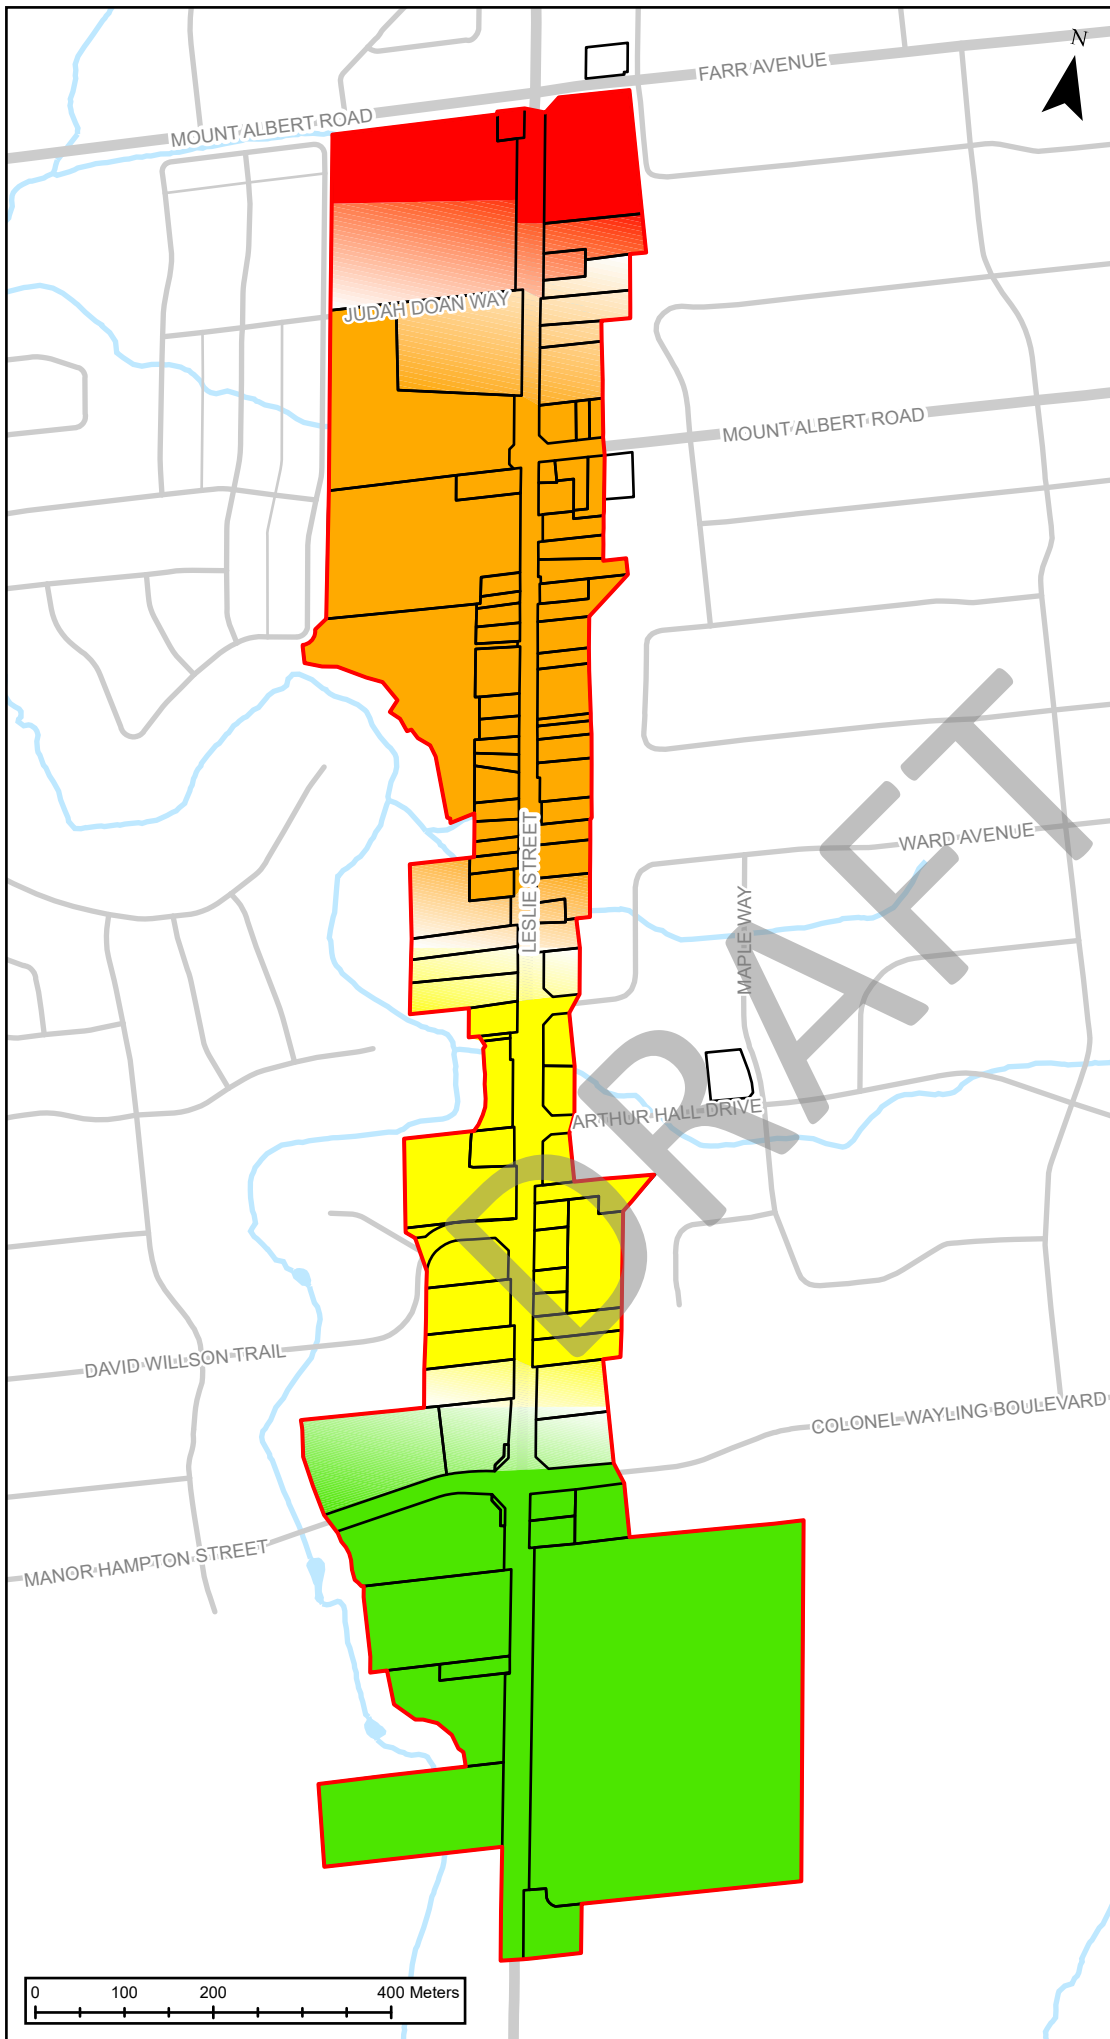 N
FARR AVENUE
MOUNT ALBERT ROAD
JUDAH DOAN WAY
MOUNT ALBERT ROAD
LESLIE STREET
WARD AVENUE
MAPLE WAY
DRAFT
ARTHUR HALL DRIVE
DAVID WILLSON TRAIL
COLONEL WAYLING BOULEVARD
MANOR HAMPTON STREET
0 100 200 400 Meters